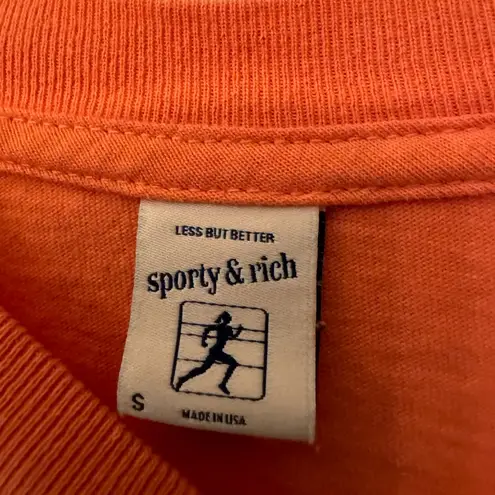 LESS BUT BETTER
sporty & rich
S
MADE IN USA